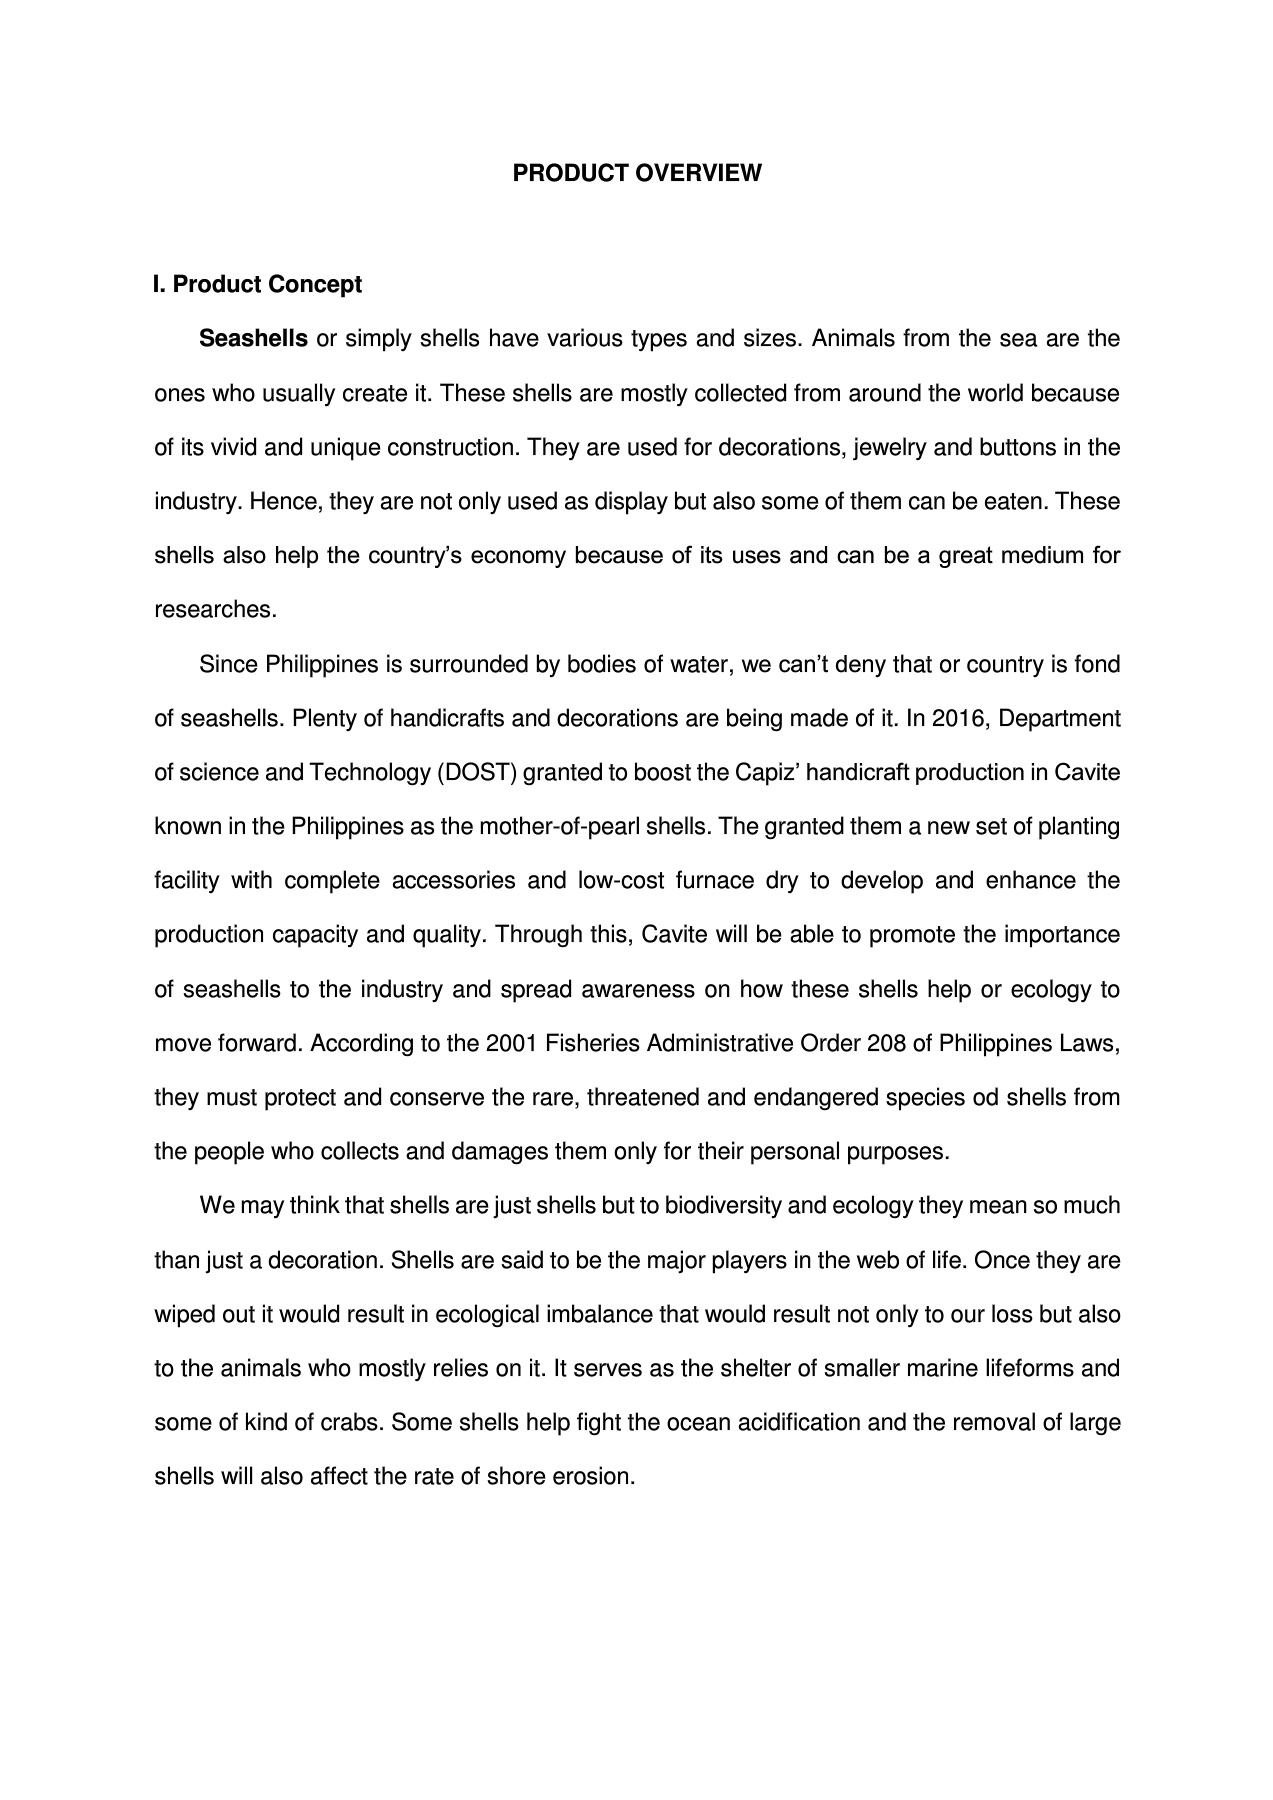 PRODUCT OVERVIEW
I. Product Concept
Seashells or simply shells have various types and sizes. Animals from the sea are the
ones who usually create it. These shells are mostly collected from around the world because
of its vivid and unique construction. They are used for decorations, jewelry and buttons in the
industry. Hence, they are not only used as display but also some of them can be eaten. These
shells also help the country’s economy because of its uses and can be a great medium for
researches.
Since Philippines is surrounded by bodies of water, we can’t deny that or country is fond
of seashells. Plenty of handicrafts and decorations are being made of it. In 2016, Department
of science and Technology (DOST) granted to boost the Capiz’ handicraft production in Cavite
known in the Philippines as the mother-of-pearl shells. The granted them a new set of planting
facility with complete accessories and low-cost furnace dry to develop and enhance the
production capacity and quality. Through this, Cavite will be able to promote the importance
of seashells to the industry and spread awareness on how these shells help or ecology to
move forward. According to the 2001 Fisheries Administrative Order 208 of Philippines Laws,
they must protect and conserve the rare, threatened and endangered species od shells from
the people who collects and damages them only for their personal purposes.
We may think that shells are just shells but to biodiversity and ecology they mean so much
than just a decoration. Shells are said to be the major players in the web of life. Once they are
wiped out it would result in ecological imbalance that would result not only to our loss but also
to the animals who mostly relies on it. It serves as the shelter of smaller marine lifeforms and
some of kind of crabs. Some shells help fight the ocean acidification and the removal of large
shells will also affect the rate of shore erosion.